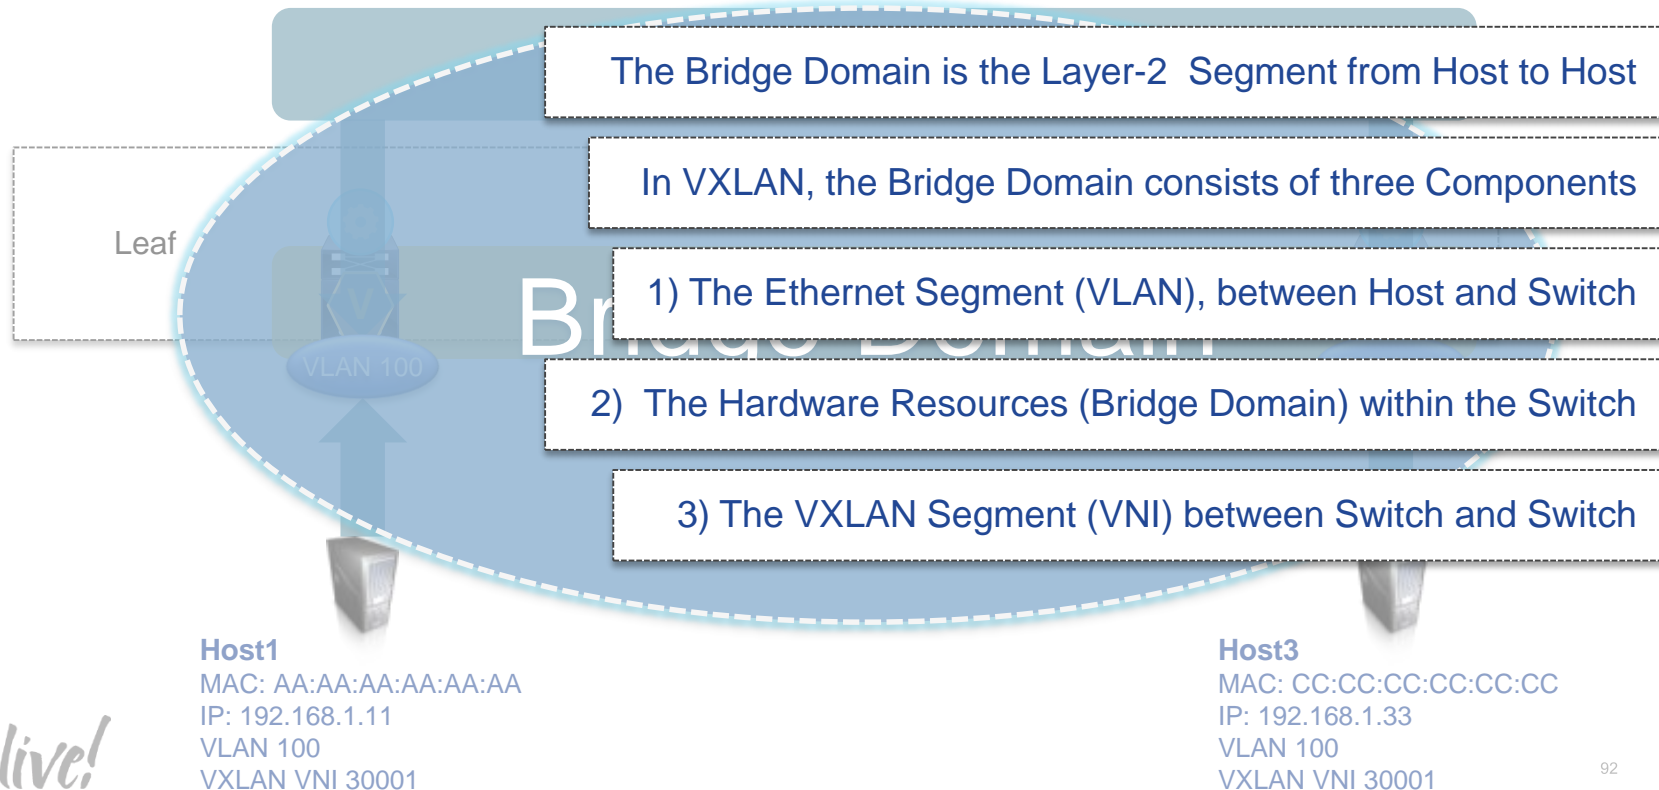 The Bridge Domain is the Layer-2 Segment from Host to Host
In VXLAN, the Bridge Domain consists of three Components
Leaf
V
1) The Ethernet Segment (VLAN), between Host and Switch
Bridge Domain
VLAN 100
2) The Hardware Resources (Bridge Domain) within the Switch
3) The VXLAN Segment (VNI) between Switch and Switch
Host1
MAC: AA:AA:AA:AA:AA:AA
IP: 192.168.1.11
VLAN 100
VXLAN VNI 30001
Host3
MAC: CC:CC:CC:CC:CC:CC
IP: 192.168.1.33
VLAN 100
VXLAN VNI 30001
live!
92